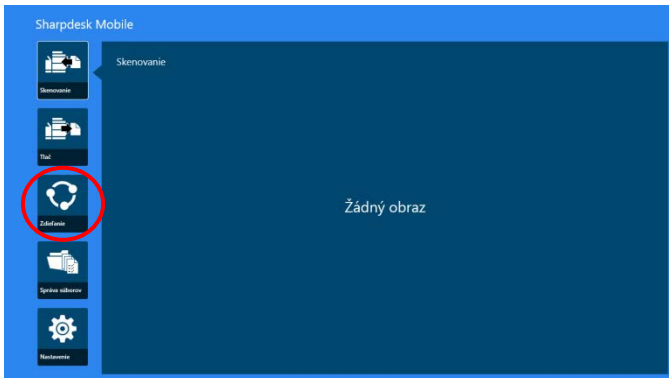 Sharpdesk Mobile
Skenovanie
Skenovanie
Tlač
Zdieľanie
Žádný obraz
Správa súborov
Nastavenie